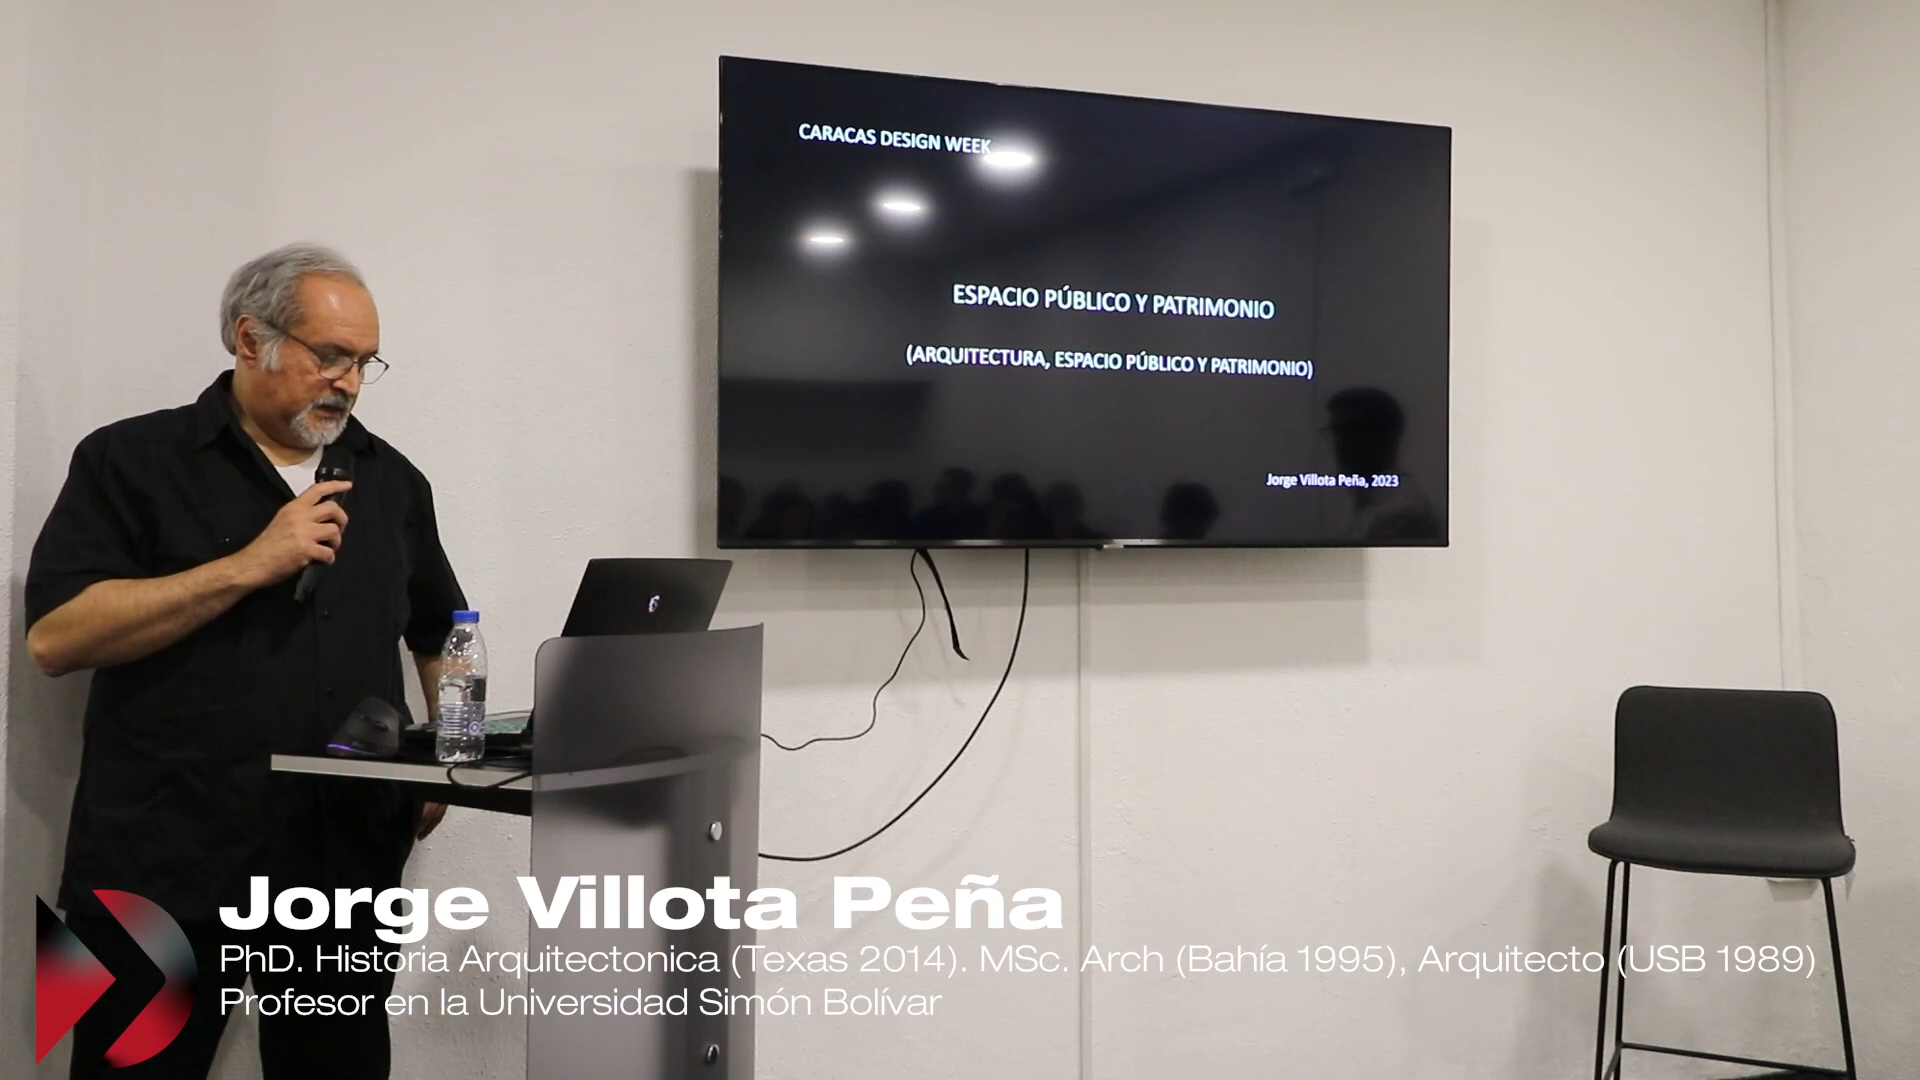 CARACAS DESIGN WEEK
ESPACIO PÚBLICO Y PATRIMONIO
(ARQUITECTURA, ESPACIO PÚBLICO Y PATRIMONIO)
Jorge Villota Peña, 2023
Jorge Villota Peña
PhD. Historia Arquitectonica (Texas 2014). MSc. Arch (Bahía 1995), Arquitecto (USB 1989)
Profesor en la Universidad Simón Bolívar